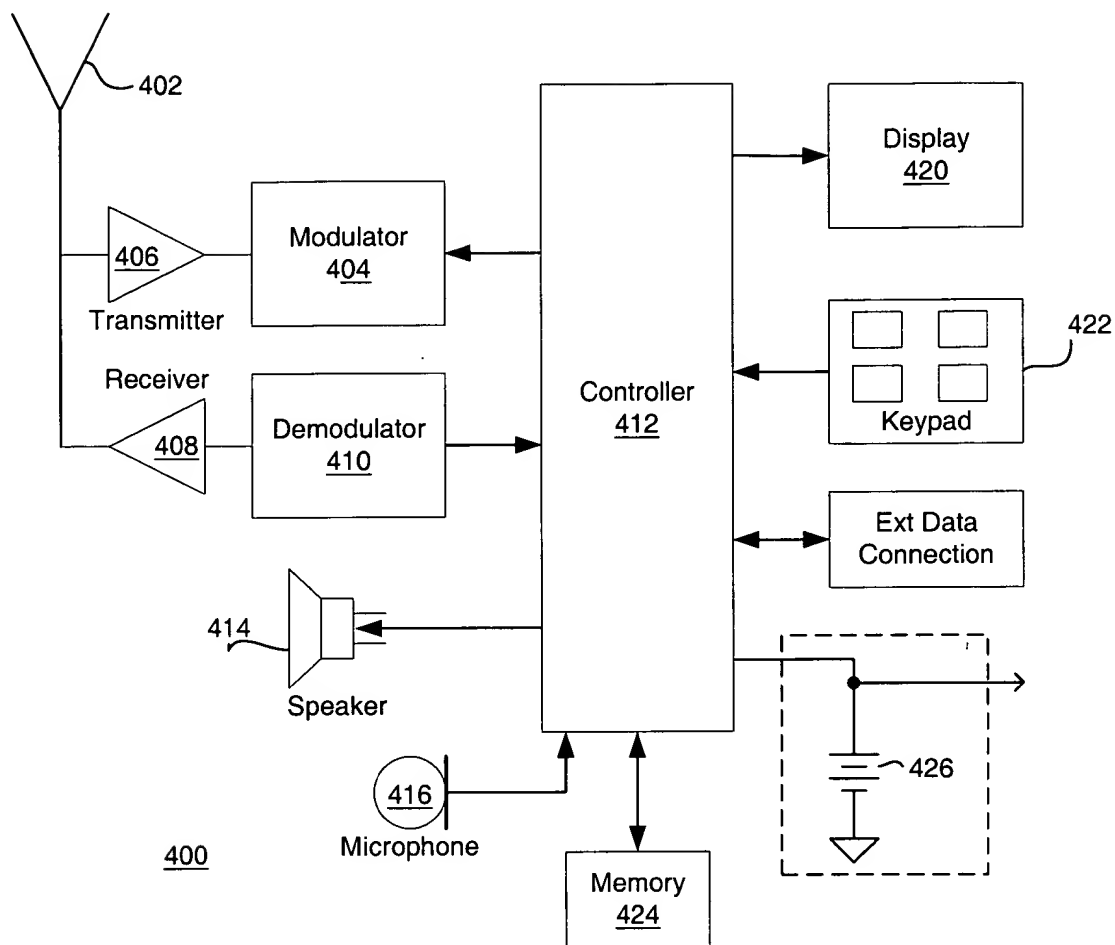 402
Display
420
Modulator
404
406
Transmitter
422
Keypad
Receiver
Controller
412
408
Demodulator
410
Ext Data
Connection
414
Speaker
426
416
Microphone
400
Memory
424